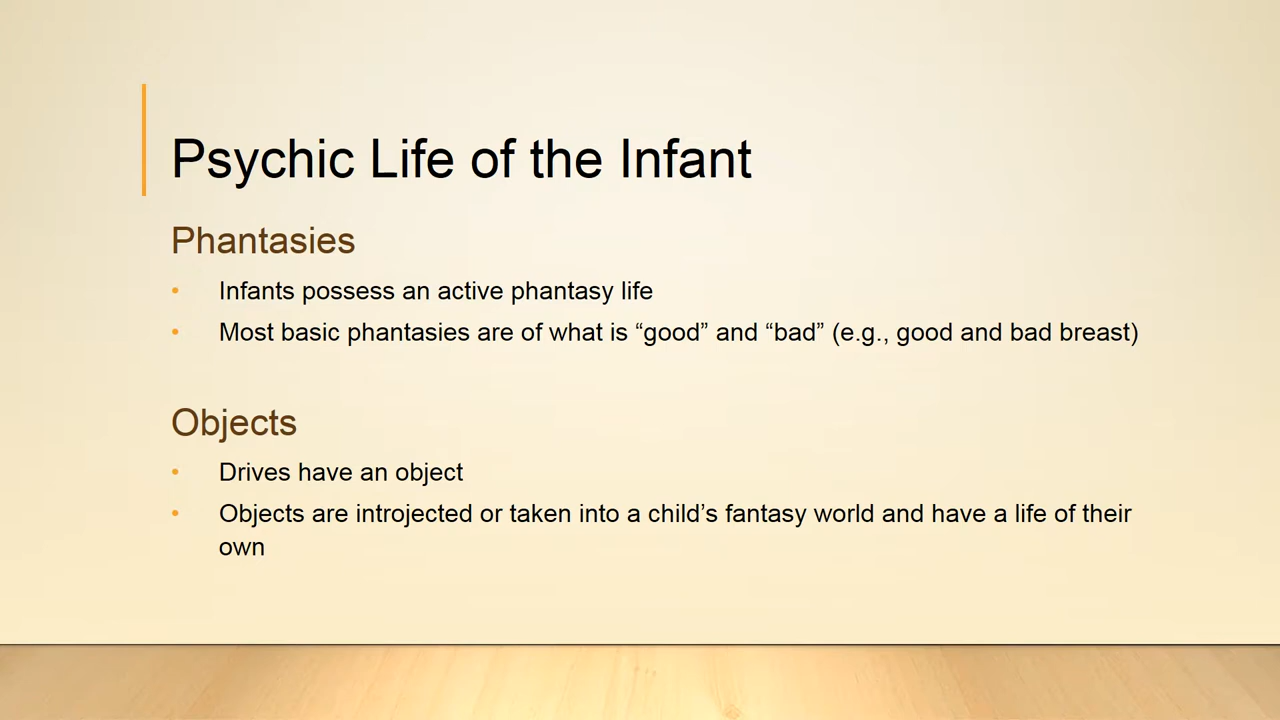 Psychic Life of the Infant
Phantasies
• Infants possess an active phantasy life
• Most basic phantasies are of what is “good” and “bad” (e.g., good and bad breast)
Objects
• Drives have an object
• Objects are introjected or taken into a child’s fantasy world and have a life of their
own